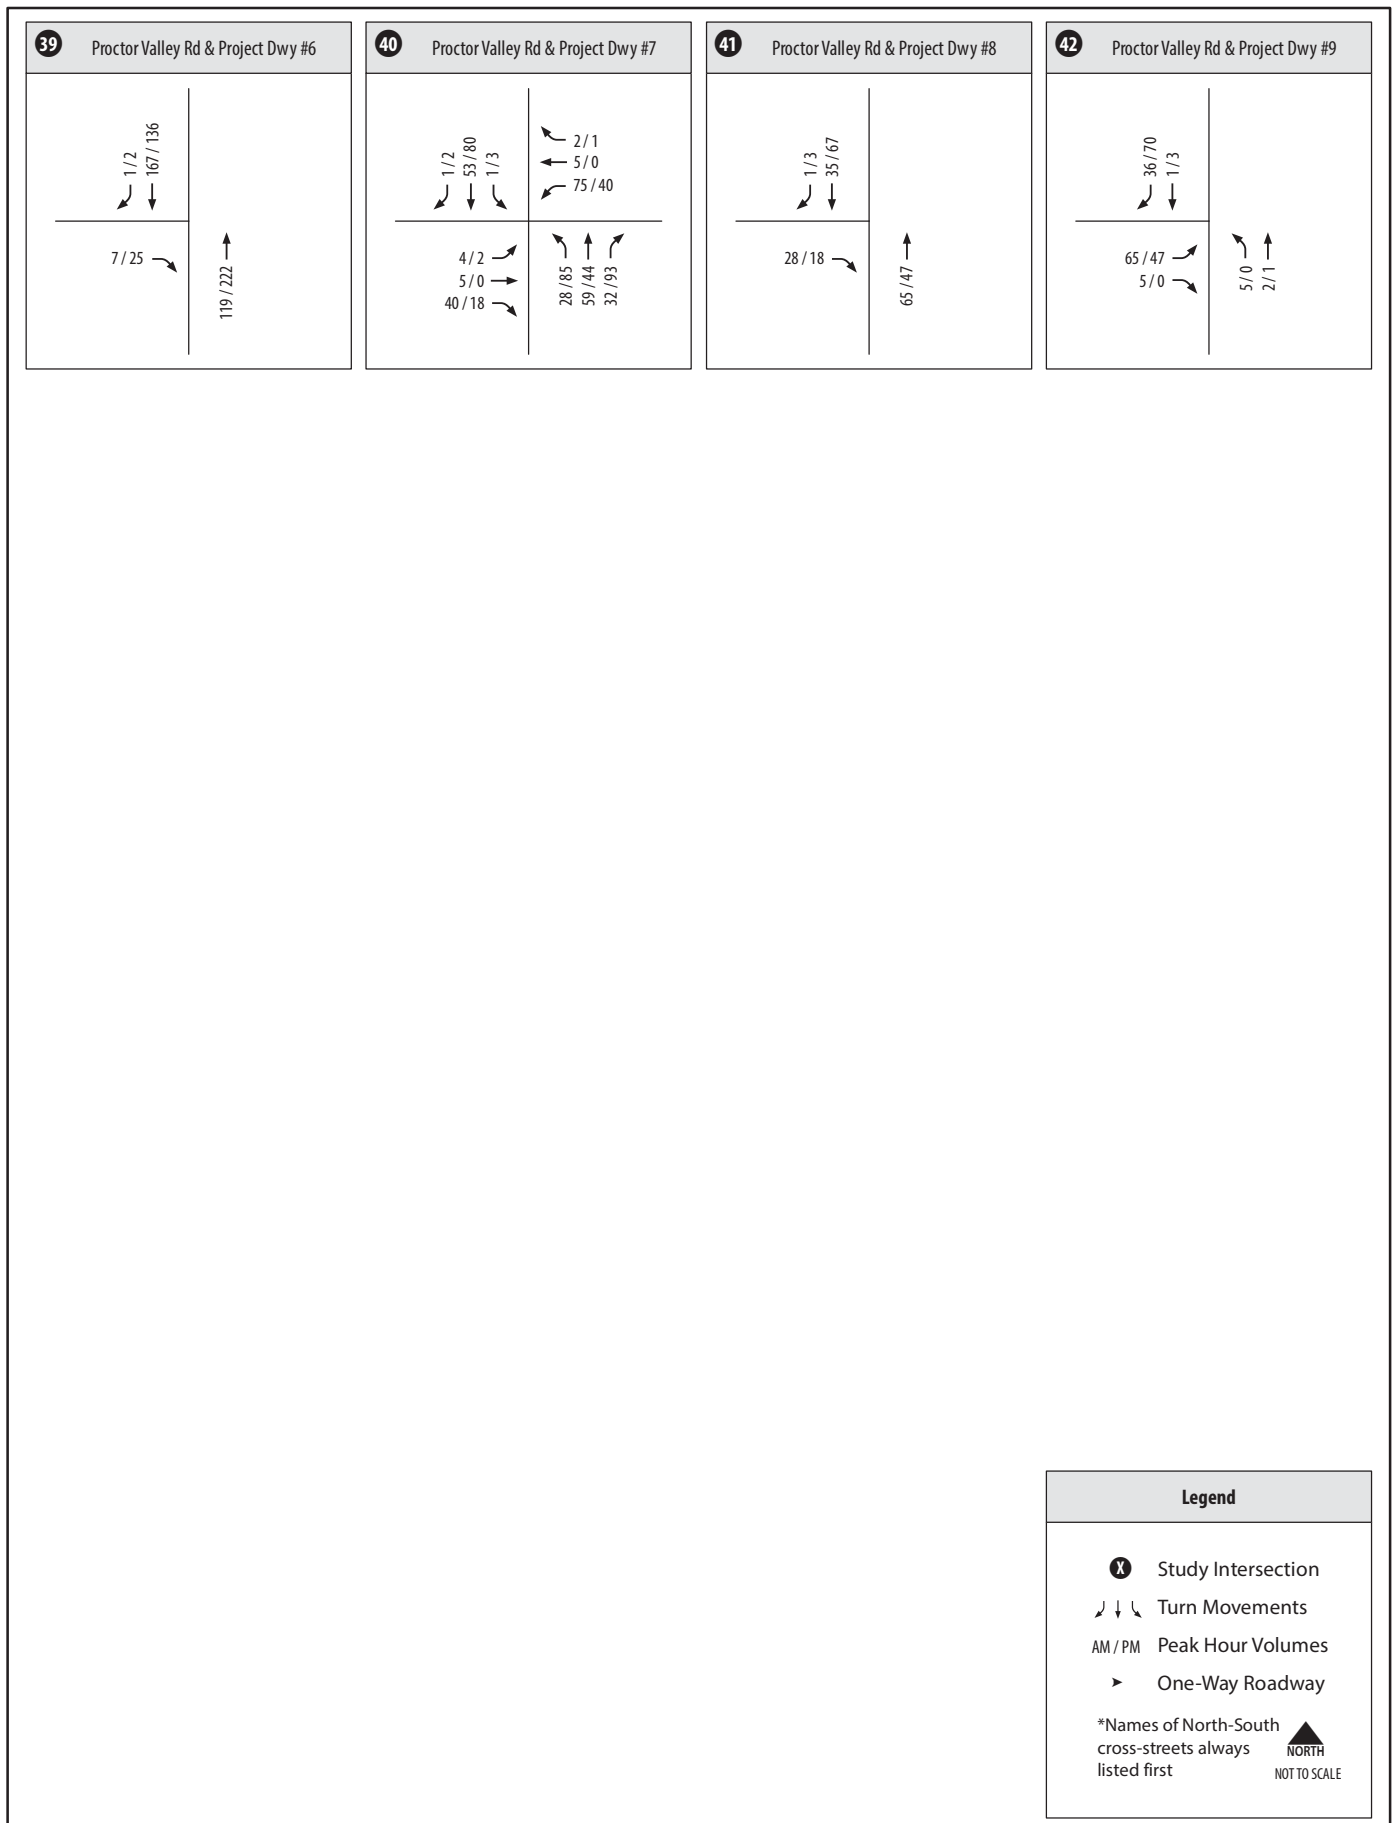 39 Proctor Valley Rd & Project Dwy #6
1 / 2
167 / 136
7 / 25
119 / 222
40 Proctor Valley Rd & Project Dwy #7
1 / 2
53 / 80
1 / 3
2 / 1
5 / 0
75 / 40
4 / 2
5 / 0
40 / 18
28 / 85
59 / 44
32 / 93
41 Proctor Valley Rd & Project Dwy #8
1 / 3
35 / 67
28 / 18
65 / 47
42 Proctor Valley Rd & Project Dwy #9
36 / 70
1 / 3
65 / 47
5 / 0
5 / 0
2 / 1
Legend
X Study Intersection
Turn Movements
AM / PM Peak Hour Volumes
One-Way Roadway
*Names of North-South
cross-streets always
listed first
NORTH
NOT TO SCALE